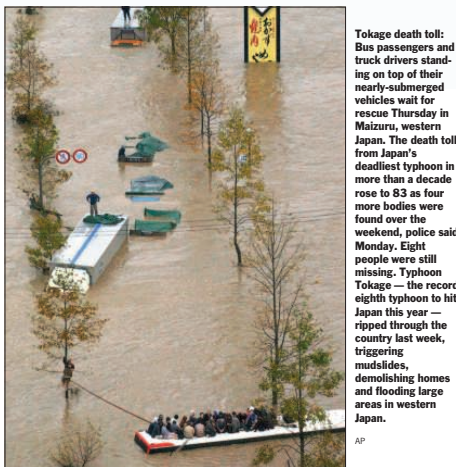 焼肉
Tokage death toll:
Bus passengers and
truck drivers stand-
ing on top of their
nearly-submerged
vehicles wait for
rescue Thursday in
Maizuru, western
Japan. The death toll
from Japan's
deadliest typhoon in
more than a decade
rose to 83 as four
more bodies were
found over the
weekend, police said
Monday. Eight
people were still
missing. Typhoon
Tokage — the record
eighth typhoon to hit
Japan this year —
ripped through the
country last week,
triggering
mudslides,
demolishing homes
and flooding large
areas in western
Japan.
AP